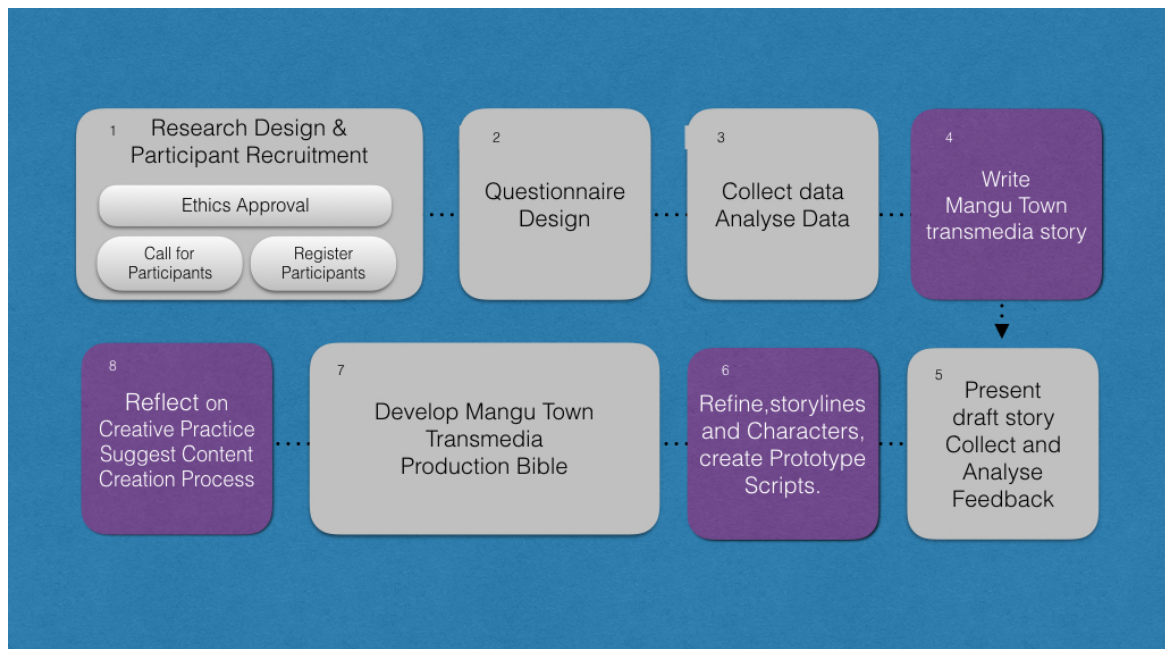 1
Research Design &
Participant Recruitment
Ethics Approval
Call for
Participants
Register
Participants
2
Questionnaire
Design
3
Collect data
Analyse Data
4
Write
Mangu Town
transmedia story
5
Present
draft story
Collect and
Analyse
Feedback
6
Refine,storylines
and Characters,
create Prototype
Scripts.
7
Develop Mangu Town
Transmedia
Production Bible
8
Reflect on
Creative Practice
Suggest Content
Creation Process